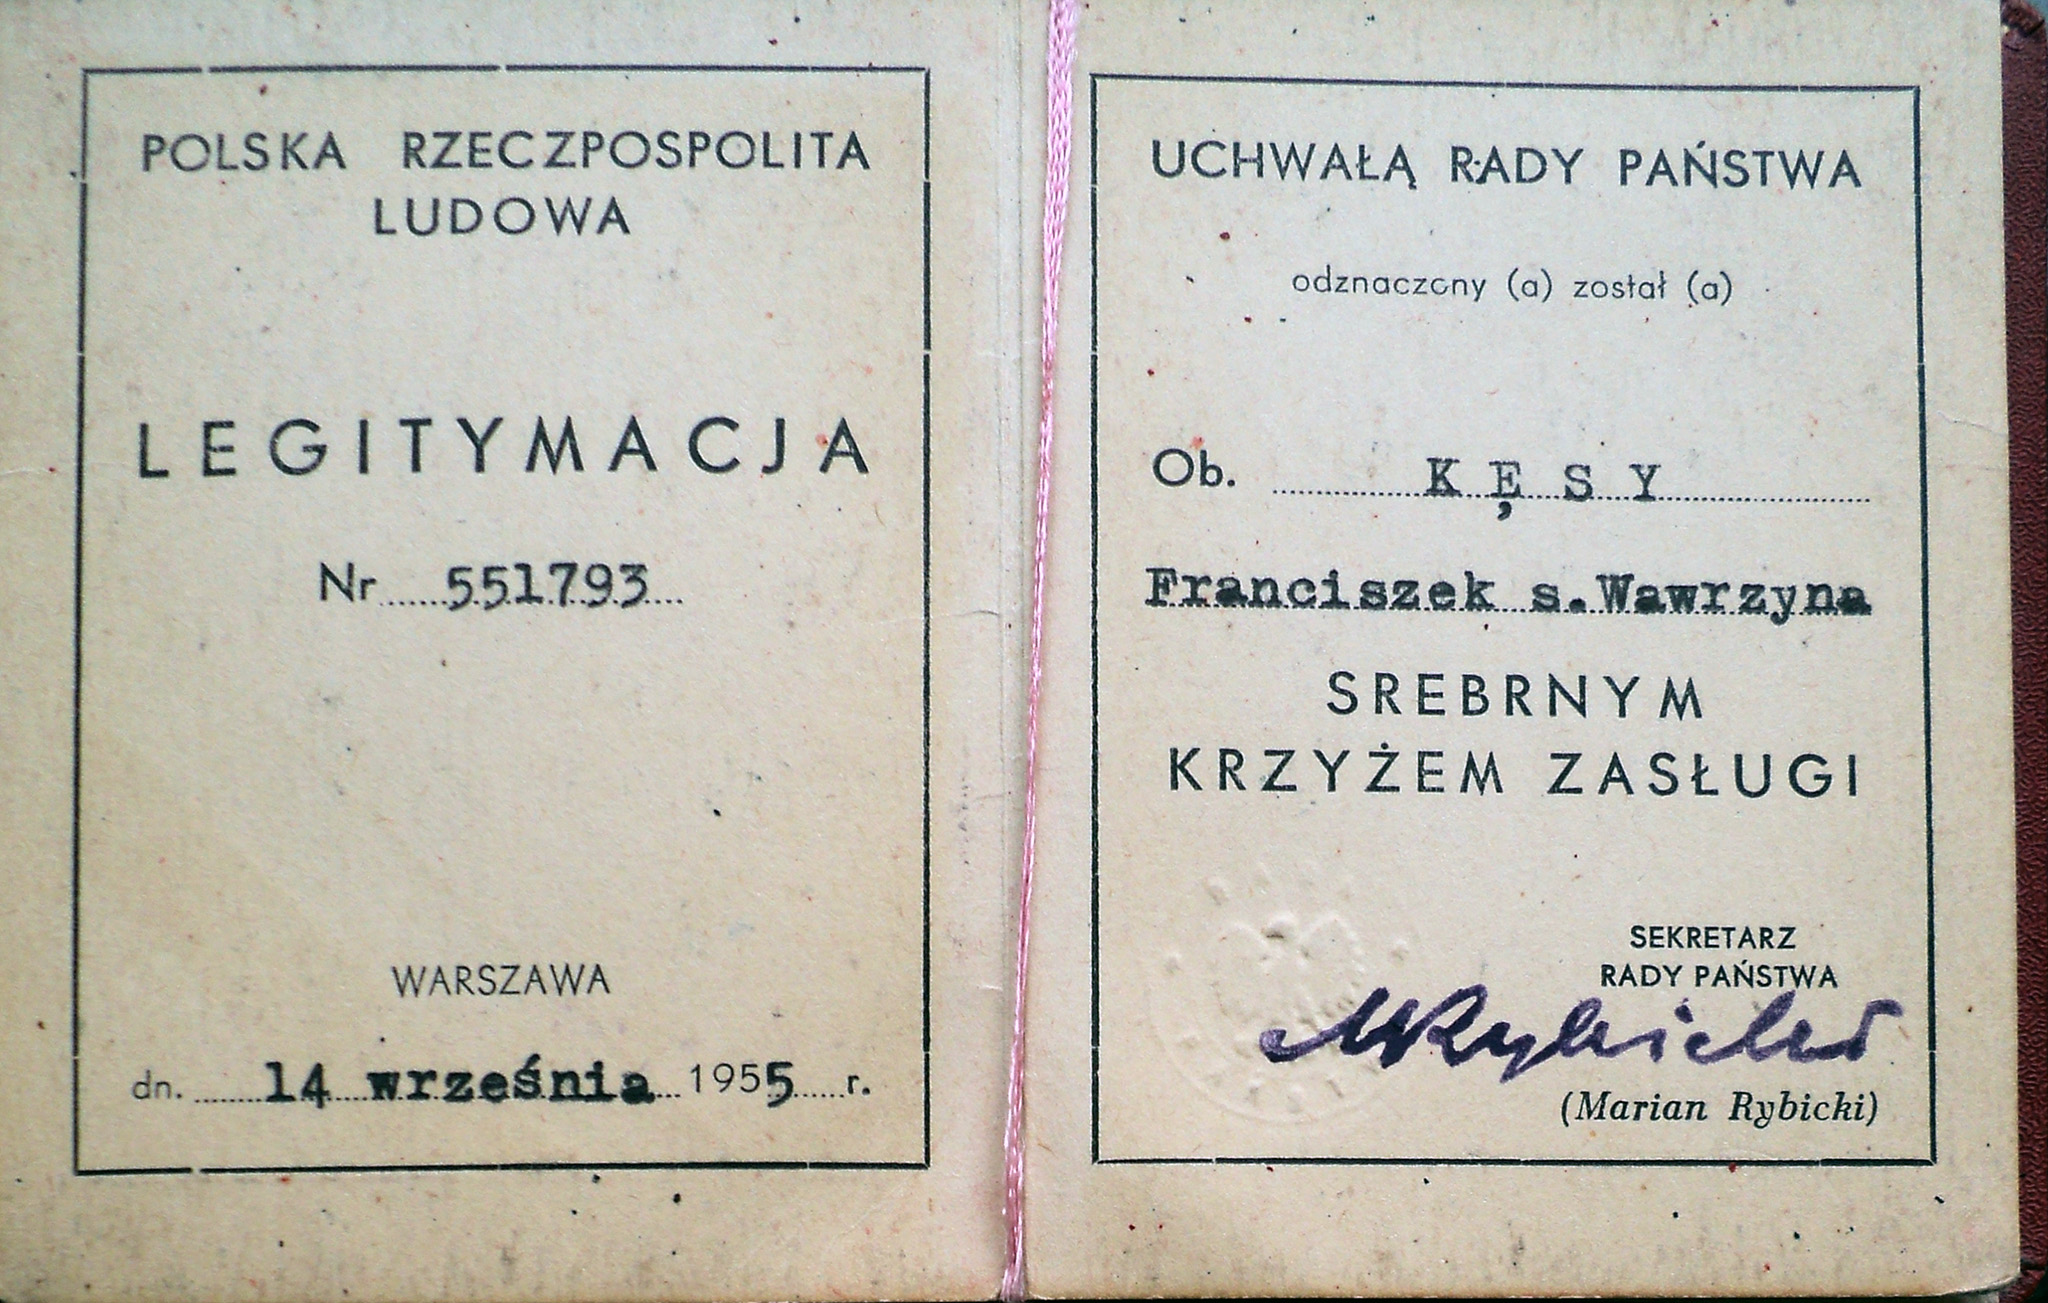 POLSKA RZECZPOSPOLITA
LUDOWA
LEGITYMACJA
Nr 551793
WARSZAWA
dn. 14 września 1955 r.
UCHWAŁĄ RADY PAŃSTWA
odznaczony (a) został (a)
Ob. KĘSY
Franciszek s. Wawrzyna
SREBRNYM
KRZYŻEM ZASŁUGI
SEKRETARZ
RADY PAŃSTWA
MRybicki
(Marian Rybicki)